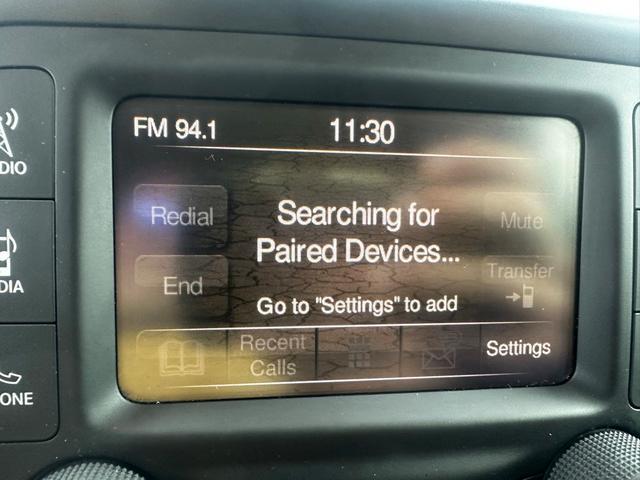 FM 94.1
11:30
DIO
Redial
Searching for
Paired Devices...
Mute
DIA
End
Transfer
Go to "Settings" to add
Recent
Calls
Settings
ONE